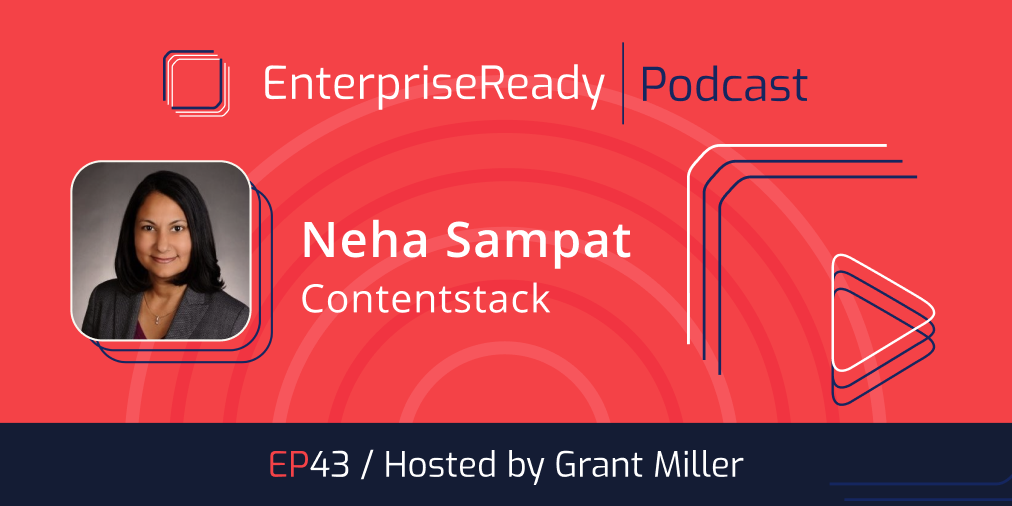 EnterpriseReady Podcast
Neha Sampat
Contentstack
EP43 / Hosted by Grant Miller